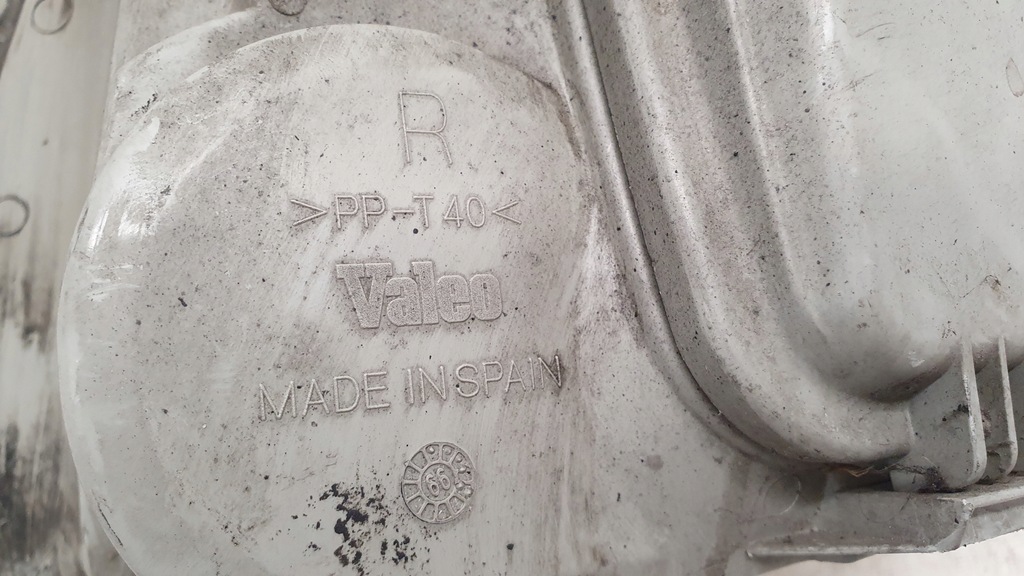 R
>PP-T40<
Valeo
MADE IN SPAIN